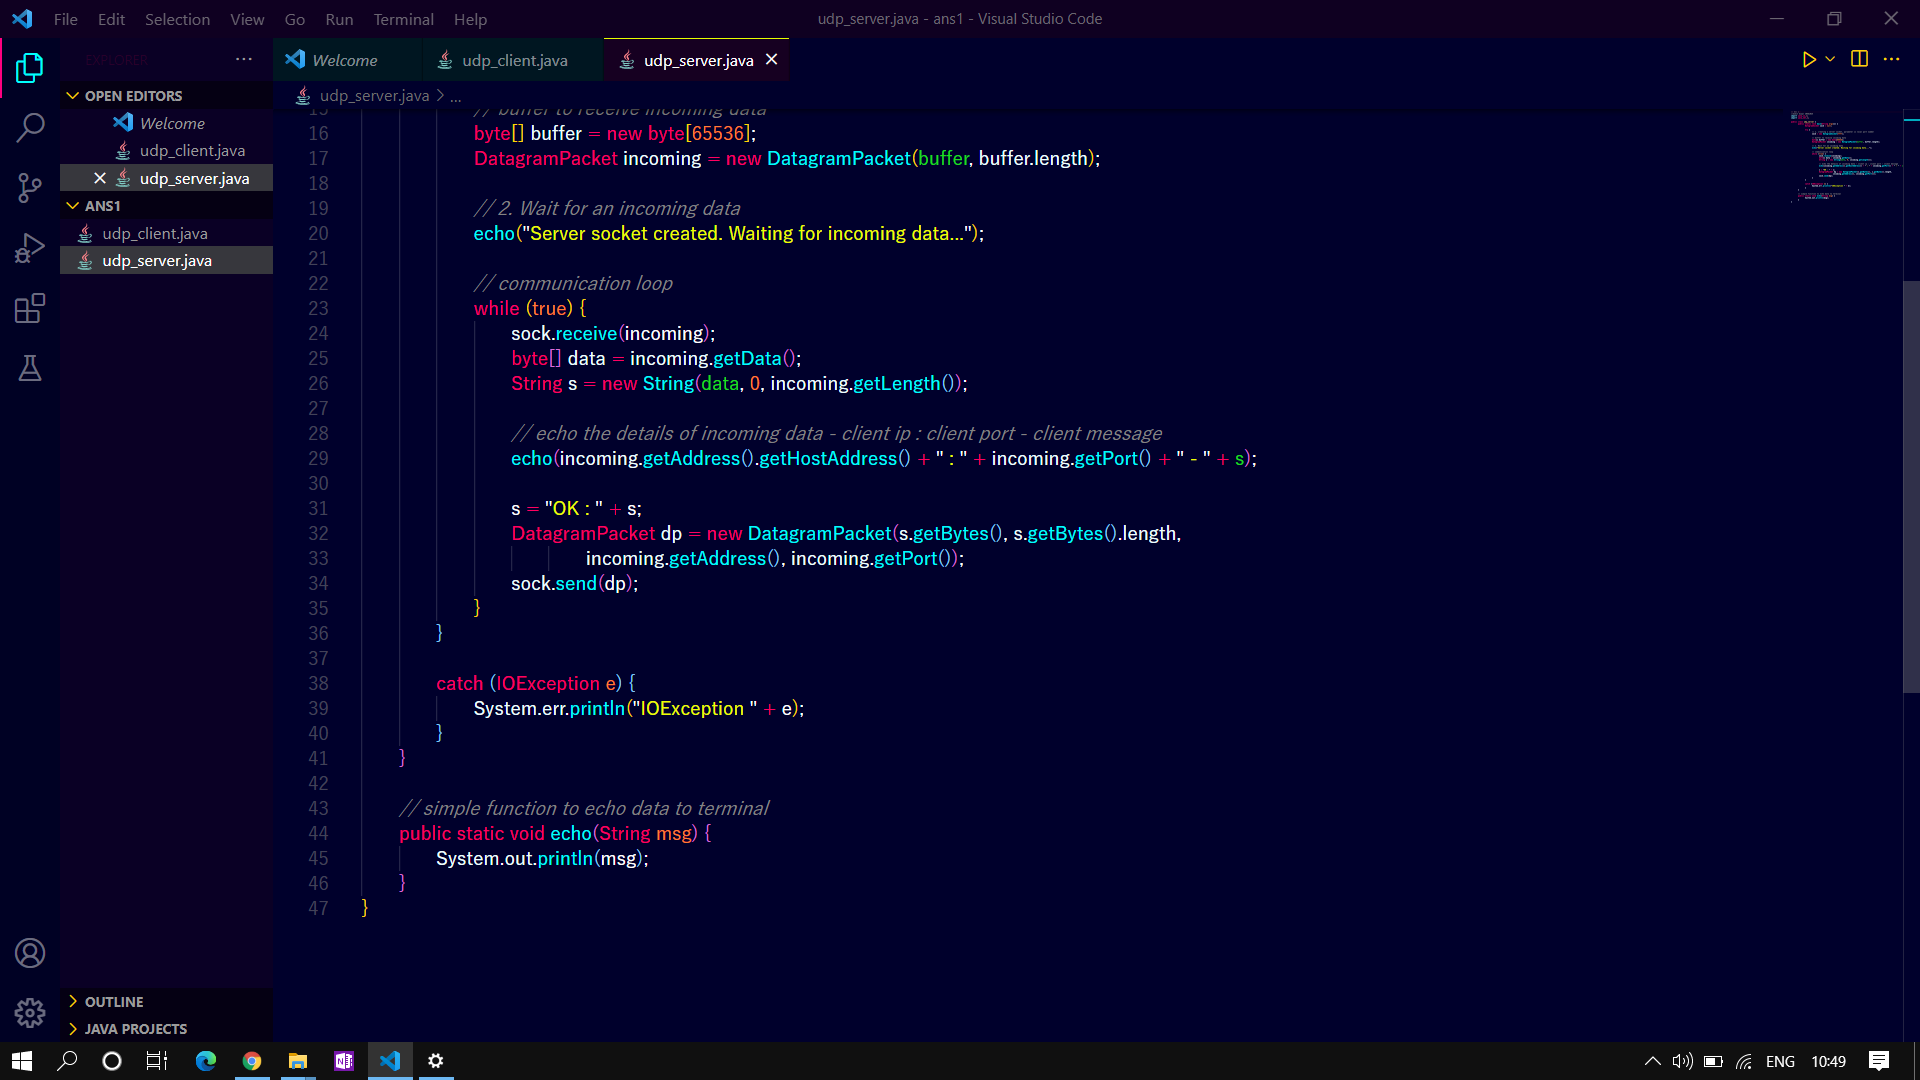 File Edit Selection View Go Run Terminal Help
udp_server.java - ans1 - Visual Studio Code
EXPLORER
Welcome
udp_client.java
udp_server.java
OPEN EDITORS
Welcome
udp_client.java
udp_server.java
ANS1
udp_client.java
udp_server.java
OUTLINE
JAVA PROJECTS
udp_server.java > ...
15 // buffer to receive incoming data
16 byte[] buffer = new byte[65536];
17 DatagramPacket incoming = new DatagramPacket(buffer, buffer.length);
18
19 // 2. Wait for an incoming data
20 echo("Server socket created. Waiting for incoming data...");
21
22 // communication loop
23 while (true) {
24 sock.receive(incoming);
25 byte[] data = incoming.getData();
26 String s = new String(data, 0, incoming.getLength());
27
28 // echo the details of incoming data - client ip : client port - client message
29 echo(incoming.getAddress().getHostAddress() + " : " + incoming.getPort() + " - " + s);
30
31 s = "OK : " + s;
32 DatagramPacket dp = new DatagramPacket(s.getBytes(), s.getBytes().length,
33 incoming.getAddress(), incoming.getPort());
34 sock.send(dp);
35 }
36 }
37
38 catch (IOException e) {
39 System.err.println("IOException " + e);
40 }
41 }
42
43 // simple function to echo data to terminal
44 public static void echo(String msg) {
45 System.out.println(msg);
46 }
47 }
ENG 10:49